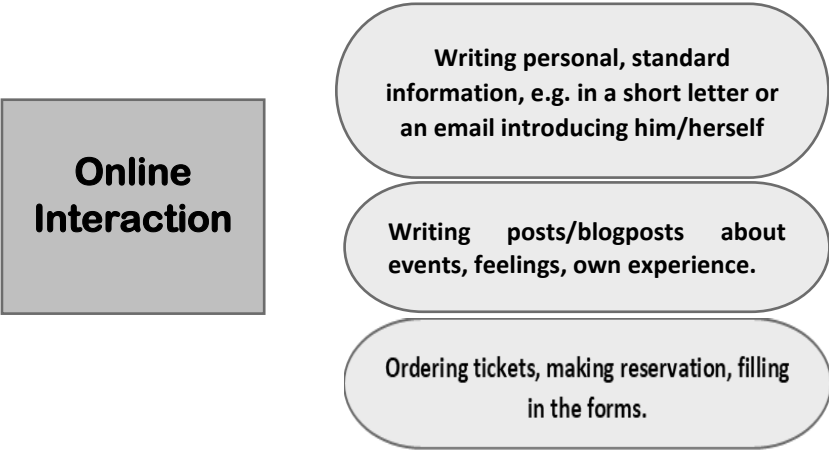 Online
Interaction
Writing personal, standard
information, e.g. in a short letter or
an email introducing him/herself
Writing posts/blogposts about
events, feelings, own experience.
Ordering tickets, making reservation, filling
in the forms.